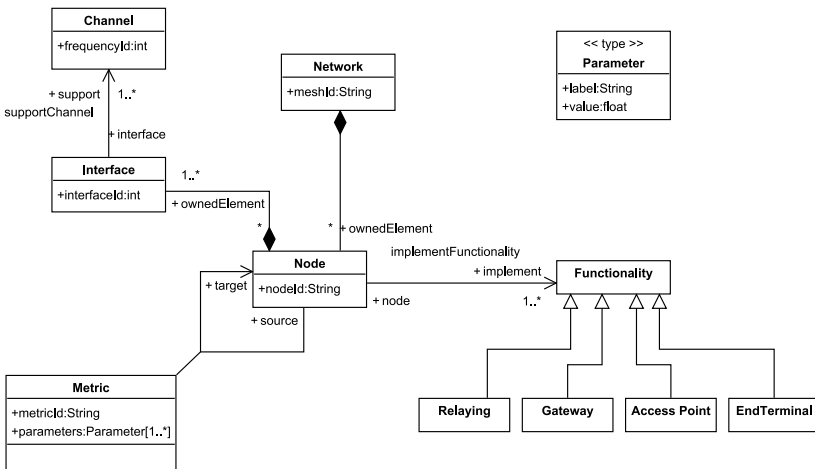 Channel
+frequencyId:int
+ support
1..*
supportChannel
+ interface
Interface
+interfaceId:int
1..*
+ ownedElement
*
Network
+meshId:String
* + ownedElement
<< type >>
Parameter
+label:String
+value:float
Node
+nodeId:String
+ target
+ source
implementFunctionality
+ implement
+ node
1..*
Functionality
Relaying
Gateway
Access Point
EndTerminal
Metric
+metricId:String
+parameters:Parameter[1..*]